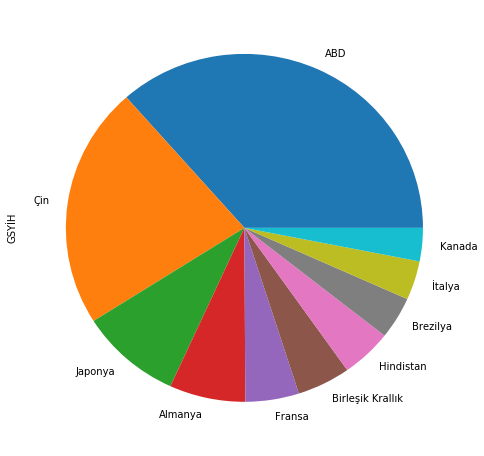 ABD
Çin
GSYİH
Japonya
Almanya
Fransa
Birleşik Krallık
Hindistan
Brezilya
İtalya
Kanada